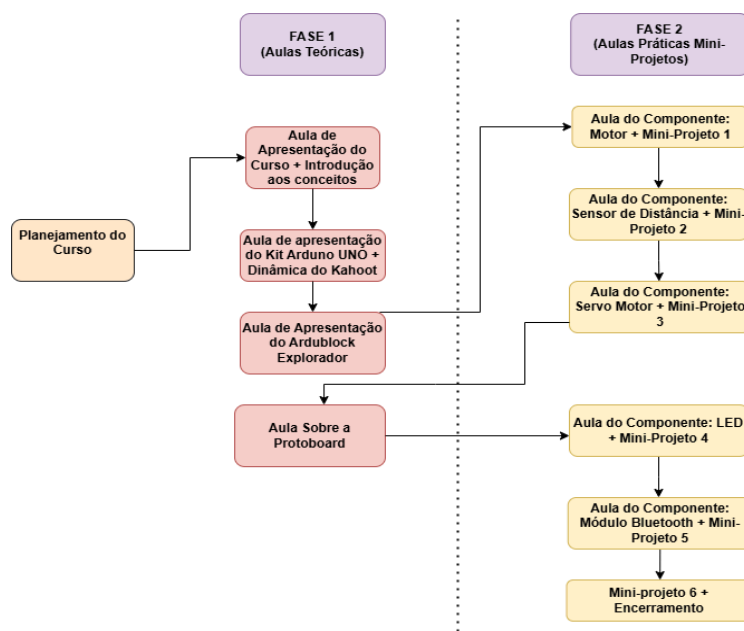 FASE 1
(Aulas Teóricas)
FASE 2
(Aulas Práticas Mini-
Projetos)
Planejamento do
Curso
Aula de
Apresentação do
Curso + Introdução
aos conceitos
Aula de apresentação
do Kit Arduno UNO +
Dinâmica do Kahoot
Aula de Apresentação
do Ardublock
Explorador
Aula do Componente:
Motor + Mini-Projeto 1
Aula do Componente:
Sensor de Distância + Mini-
Projeto 2
Aula do Componente:
Servo Motor + Mini-Projeto
3
Aula Sobre a
Protoboard
Aula do Componente: LED
+ Mini-Projeto 4
Aula do Componente:
Módulo Bluetooth + Mini-
Projeto 5
Mini-projeto 6 +
Encerramento